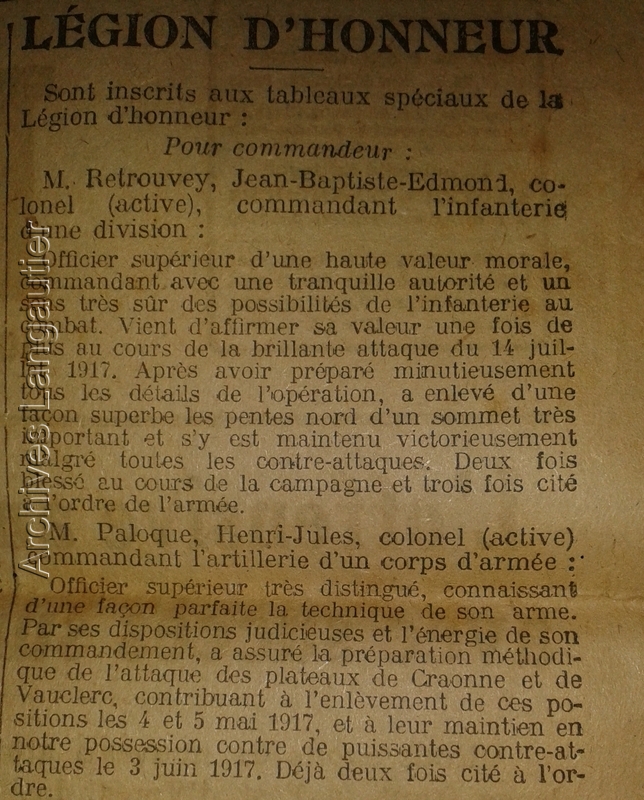 LÉGION D'HONNEUR
Sont inscrits aux tableaux spéciaux de la
Légion d'honneur :
Pour commandeur :
M. Retrouvey, Jean-Baptiste-Edmond, co-
lonel (active), commandant l'infanterie
d'une division :
Officier supérieur d'une haute valeur morale,
commandant avec une tranquille autorité et un
sens très sûr des possibilités de l'infanterie au
combat. Vient d'affirmer sa valeur une fois de
plus au cours de la brillante attaque du 14 juil-
let 1917. Après avoir préparé minutieusement
tous les détails de l'opération, a enlevé d'une
façon superbe les pentes nord d'un sommet très
important et s'y est maintenu victorieusement
malgré toutes les contre-attaques. Deux fois
blessé au cours de la campagne et trois fois cité
à l'ordre de l'armée.
M. Paloque, Henri-Jules, colonel (active)
commandant l'artillerie d'un corps d'armée :
Officier supérieur très distingué, connaissant
d'une façon parfaite la technique de son arme.
Par ses dispositions judicieuses et l'énergie de son
commandement, a assuré la préparation méthodi-
que de l'attaque des plateaux de Craonne et de
Vauclerc, contribuant à l'enlèvement de ces po-
sitions les 4 et 5 mai 1917, et à leur maintien en
notre possession contre de puissantes contre-at-
taques le 3 juin 1917. Déjà deux fois cité à l'or-
dre.
Archives_Langattier